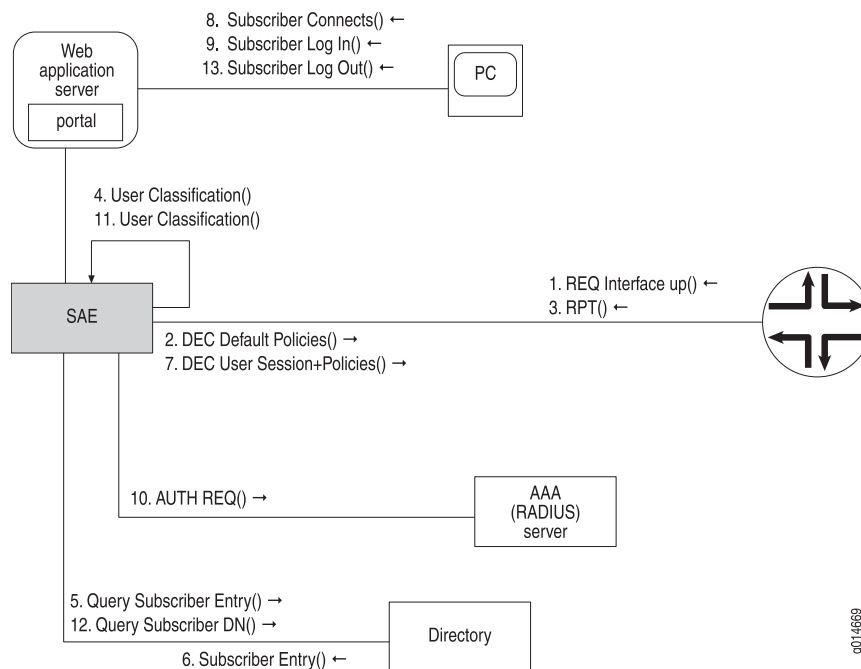 8. Subscriber Connects() ←
9. Subscriber Log In() ←
13. Subscriber Log Out() ←
Web
application
server
portal
PC
4. User Classification()
11. User Classification()
1. REQ Interface up() ←
3. RPT() ←
SAE
2. DEC Default Policies() →
7. DEC User Session+Policies() →
10. AUTH REQ() →
AAA
(RADIUS)
server
5. Query Subscriber Entry() →
12. Query Subscriber DN() →
6. Subscriber Entry() ←
Directory
g014669